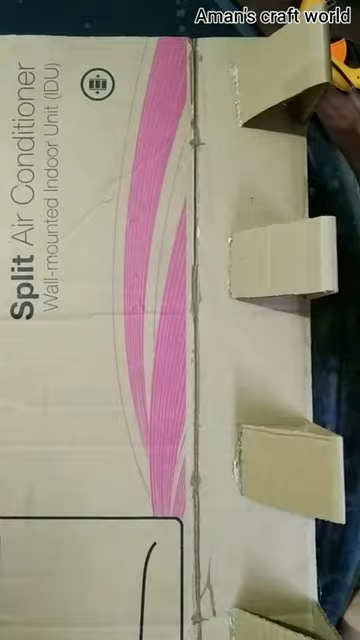 Aman's craft world
Split Air Conditioner
Wall-mounted Indoor Unit (IDU)